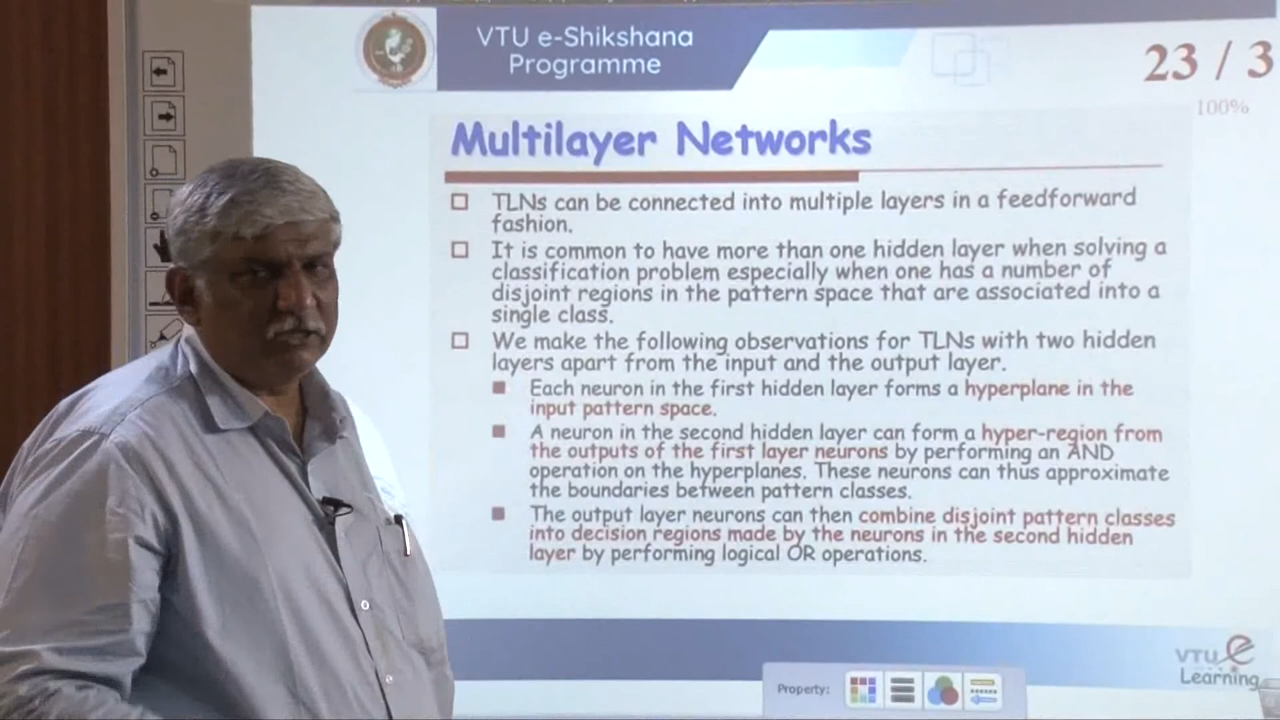 VTU e-Shikshana
Programme
23 / 3
100%
Multilayer Networks
TLNs can be connected into multiple layers in a feedforward
fashion.
It is common to have more than one hidden layer when solving a
classification problem especially when one has a number of
disjoint regions in the pattern space that are associated into a
single class.
We make the following observations for TLNs with two hidden
layers apart from the input and the output layer.
Each neuron in the first hidden layer forms a hyperplane in the
input pattern space.
A neuron in the second hidden layer can form a hyper-region from
the outputs of the first layer neurons by performing an AND
operation on the hyperplanes. These neurons can thus approximate
the boundaries between pattern classes.
The output layer neurons can then combine disjoint pattern classes
into decision regions made by the neurons in the second hidden
layer by performing logical OR operations.
VTU e
Learning
Property: